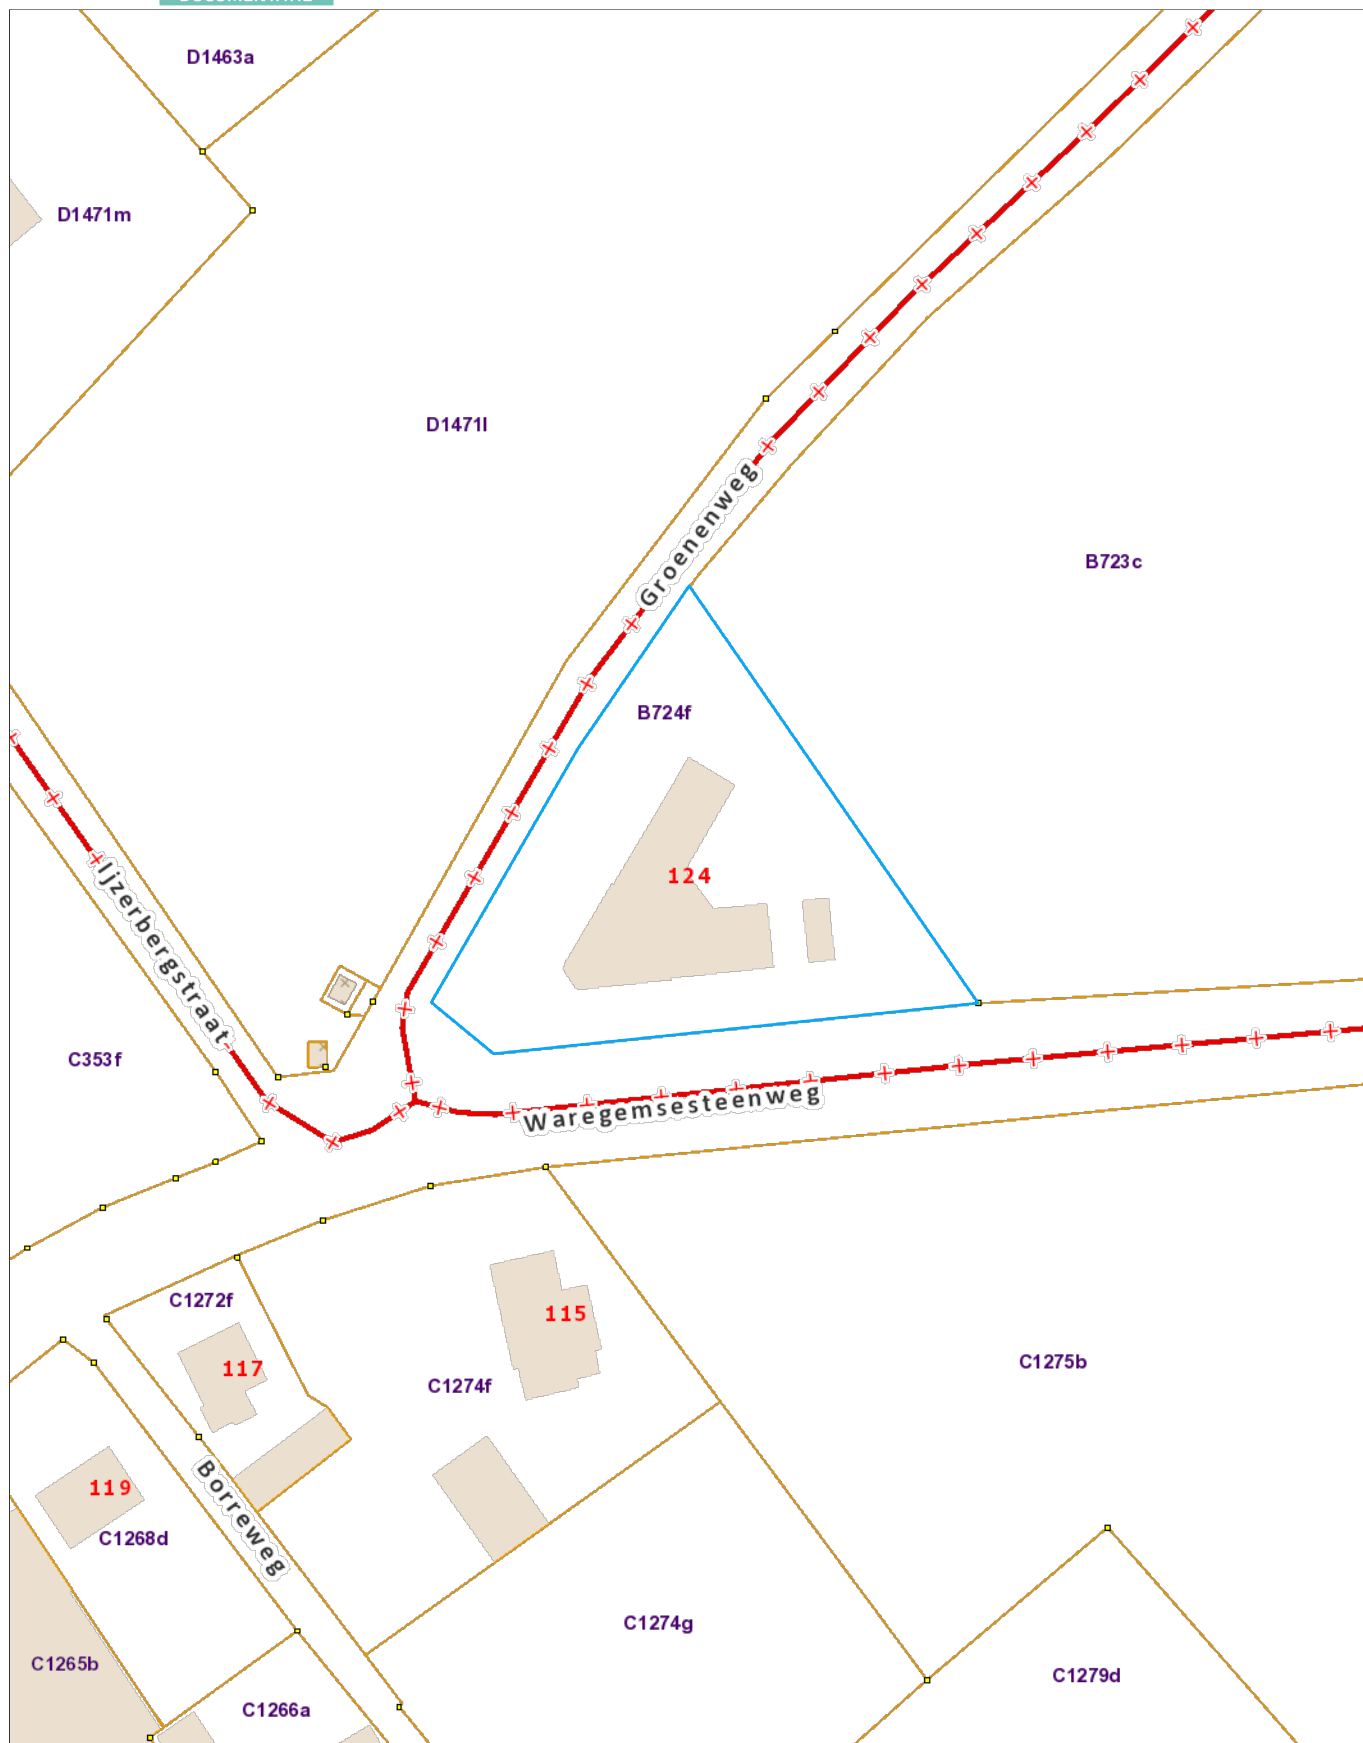 D1463a
D1471m
D1471l
Groenenweg
B723c
B724f
124
Ijzerbergstraat
C353f
Waregemsesteenweg
C1272f
115
C1275b
117
C1274f
119
Borreweg
C1268d
C1274g
C1265b
C1279d
C1266a